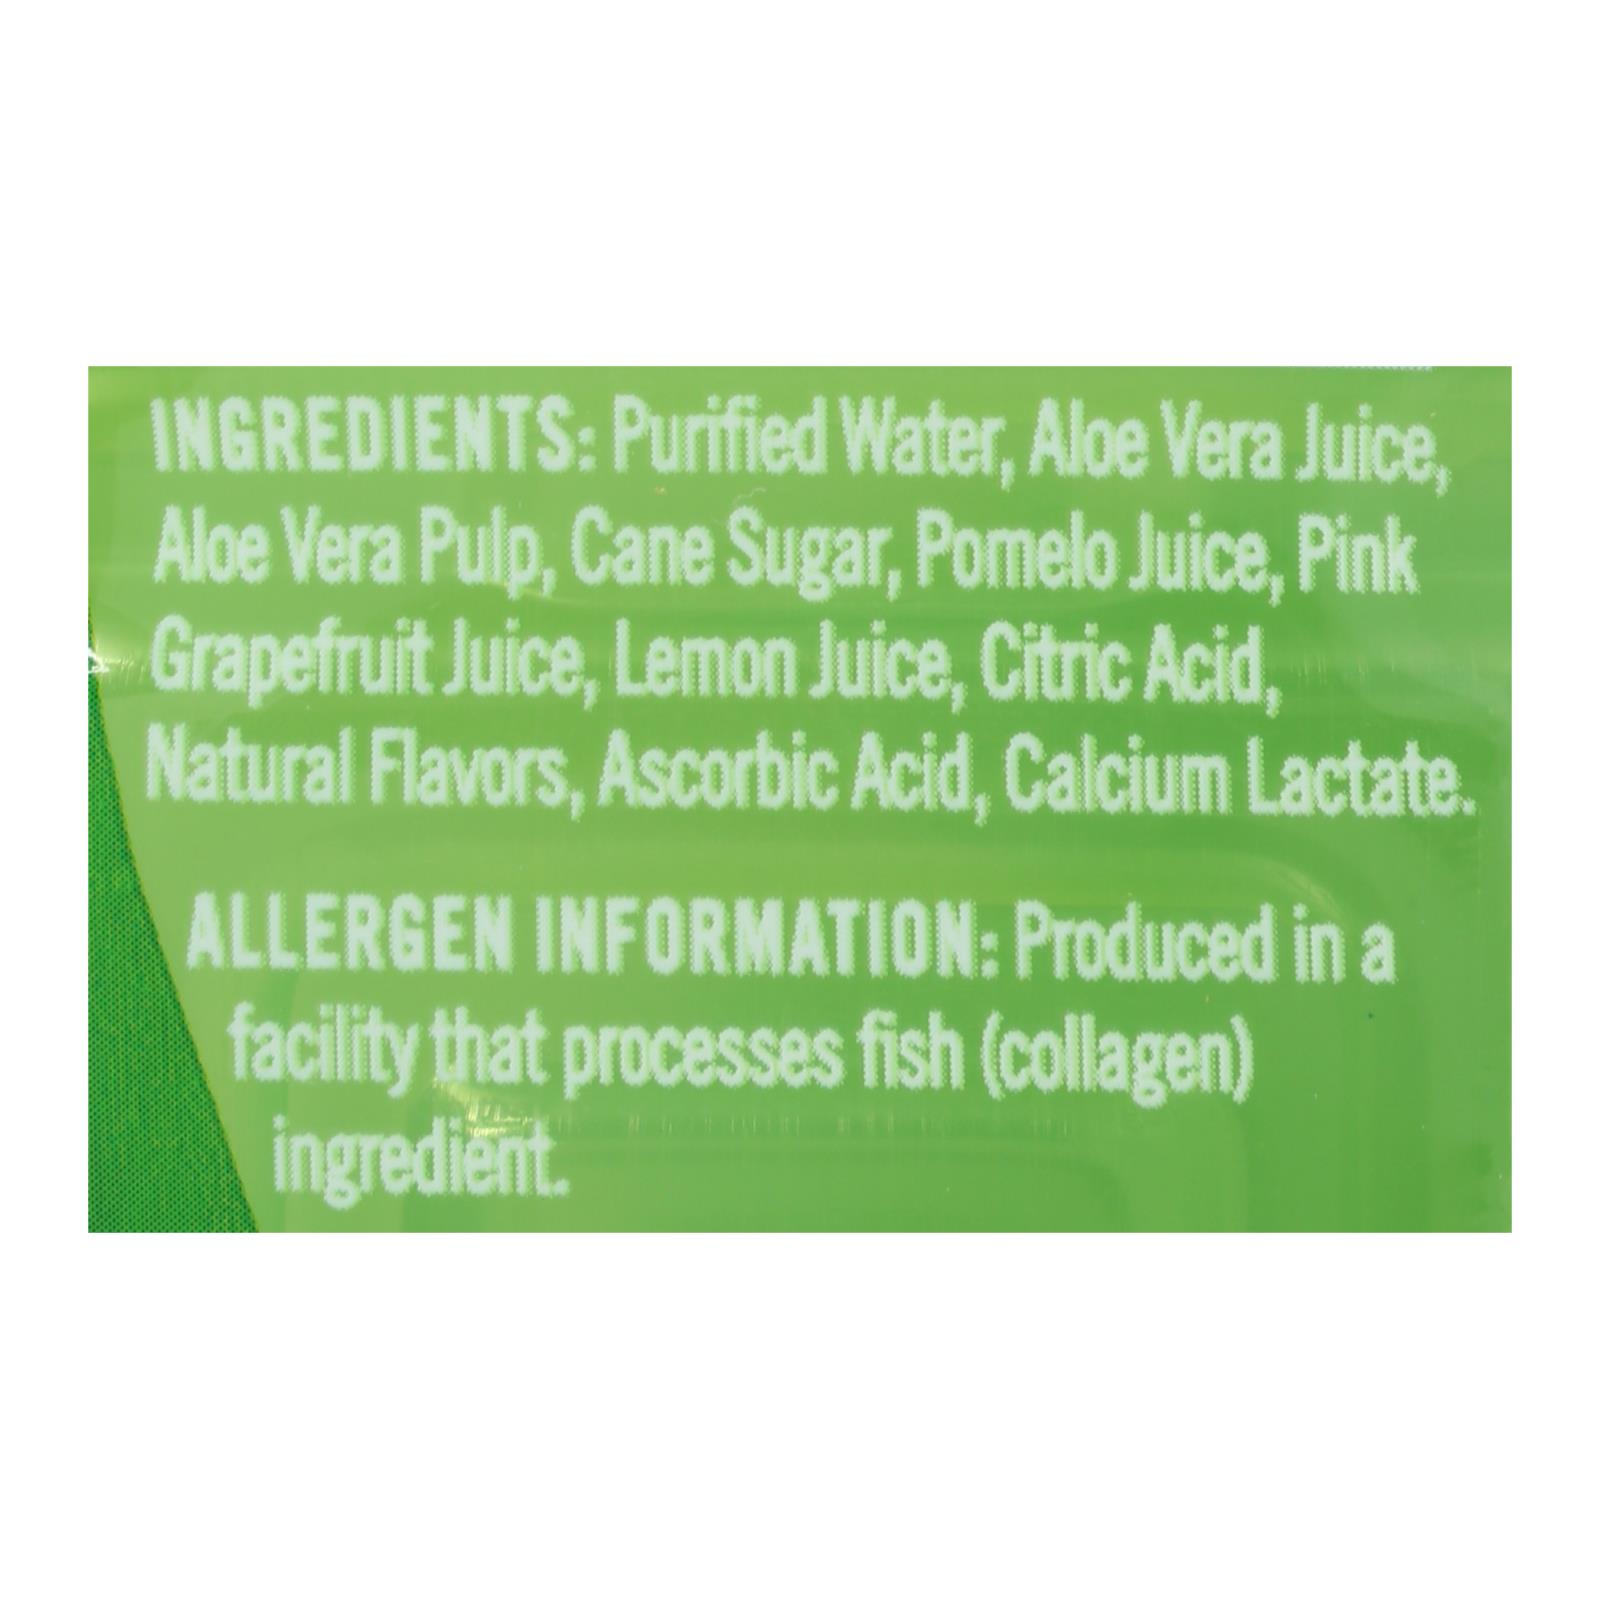 INGREDIENTS: Purified Water, Aloe Vera Juice,
Aloe Vera Pulp, Cane Sugar, Pomelo Juice, Pink
Grapefruit Juice, Lemon Juice, Citric Acid,
Natural Flavors, Ascorbic Acid, Calcium Lactate.
ALLERGEN INFORMATION: Produced in a
facility that processes fish (collagen)
ingredient.